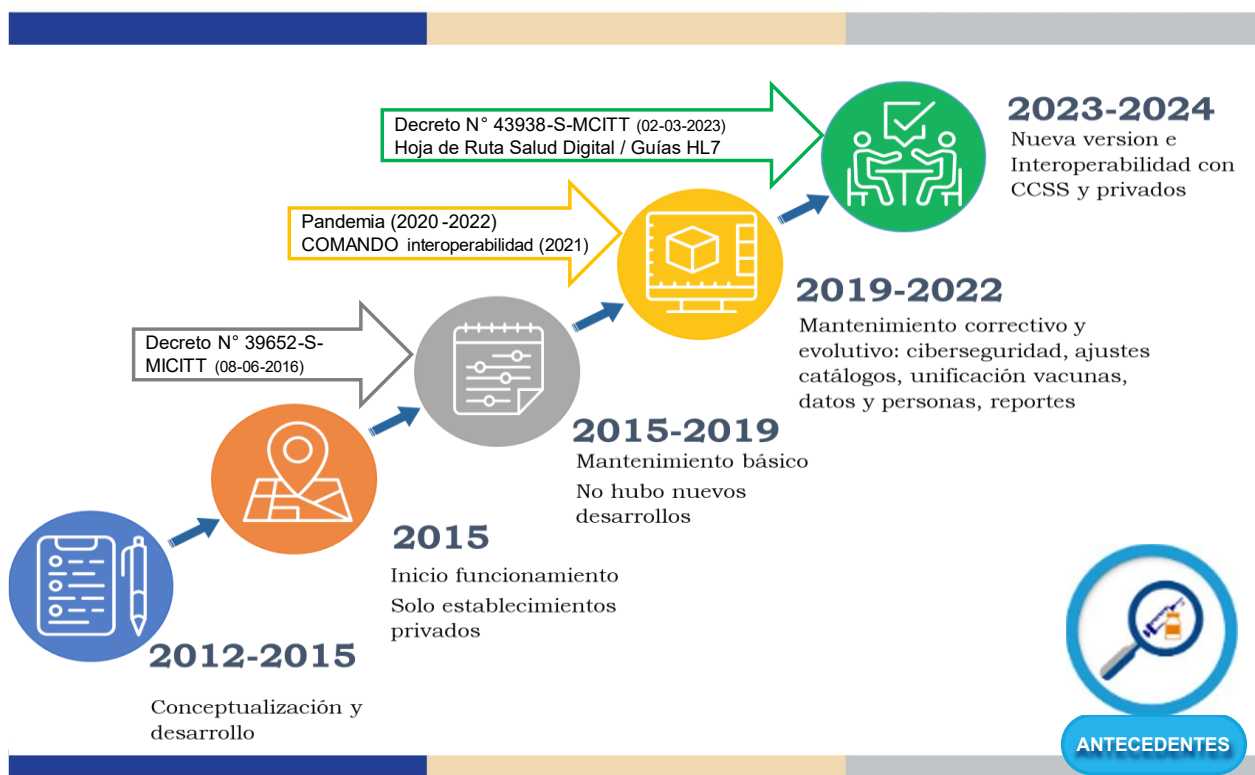 Decreto N° 43938-S-MCITT (02-03-2023)
Hoja de Ruta Salud Digital / Guías HL7
2023-2024
Nueva version e
Interoperabilidad con
CCSS y privados
Pandemia (2020 -2022)
COMANDO interoperabilidad (2021)
2019-2022
Mantenimiento correctivo y
evolutivo: ciberseguridad, ajustes
catálogos, unificación vacunas,
datos y personas, reportes
Decreto N° 39652-S-
MICITT (08-06-2016)
2015-2019
Mantenimiento básico
No hubo nuevos
desarrollos
2015
Inicio funcionamiento
Solo establecimientos
privados
2012-2015
Conceptualización y
desarrollo
ANTECEDENTES